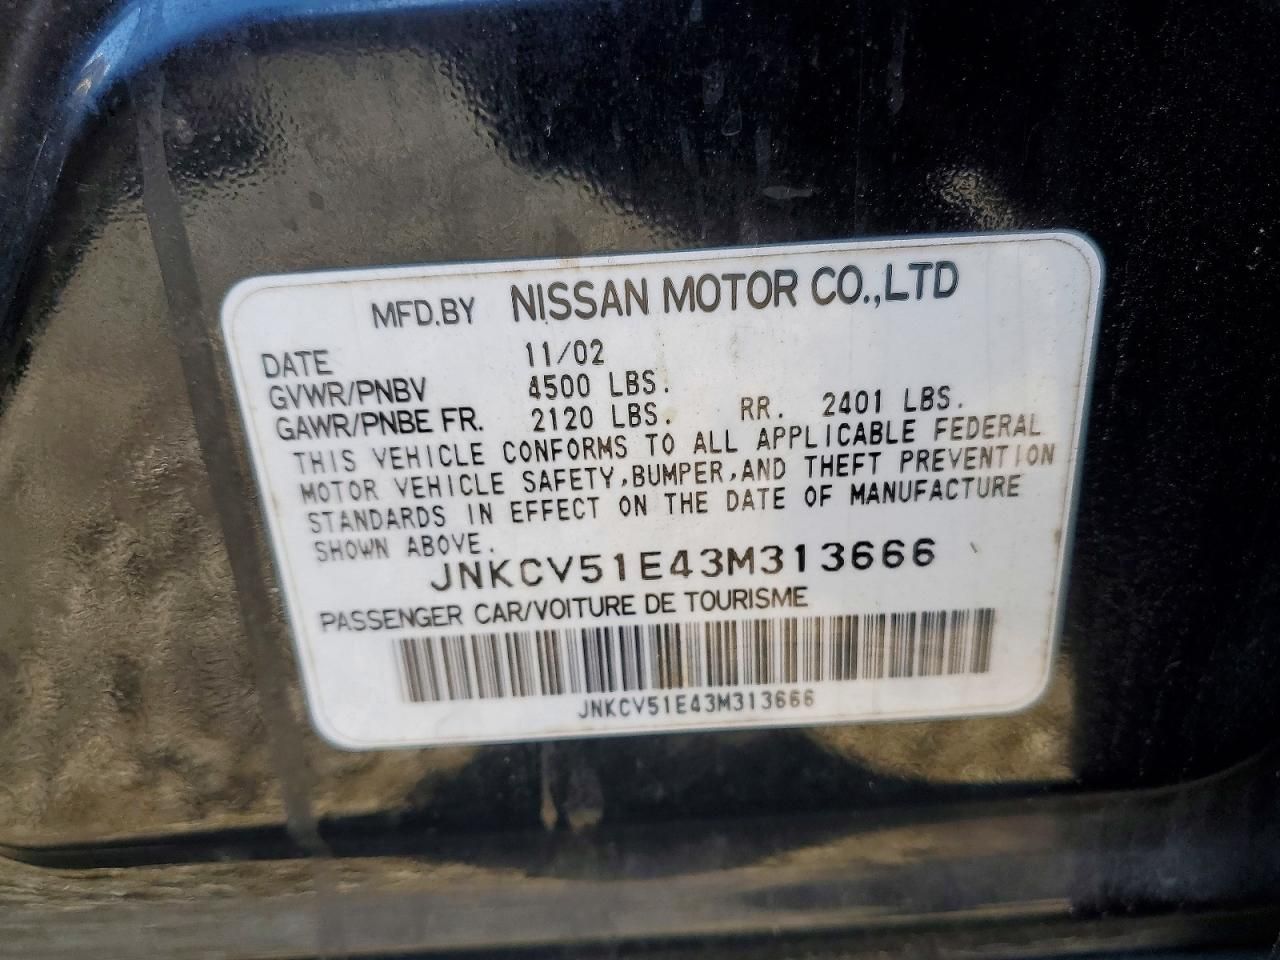 MFD.BY NISSAN MOTOR CO.,LTD
DATE 11/02
GVWR/PNBV 4500 LBS.
GAWR/PNBE FR. 2120 LBS. RR. 2401 LBS.
THIS VEHICLE CONFORMS TO ALL APPLICABLE FEDERAL
MOTOR VEHICLE SAFETY,BUMPER,AND THEFT PREVENTION
STANDARDS IN EFFECT ON THE DATE OF MANUFACTURE
SHOWN ABOVE.
JNKCV51E43M313666
PASSENGER CAR/VOITURE DE TOURISME
JNKCV51E43M313666